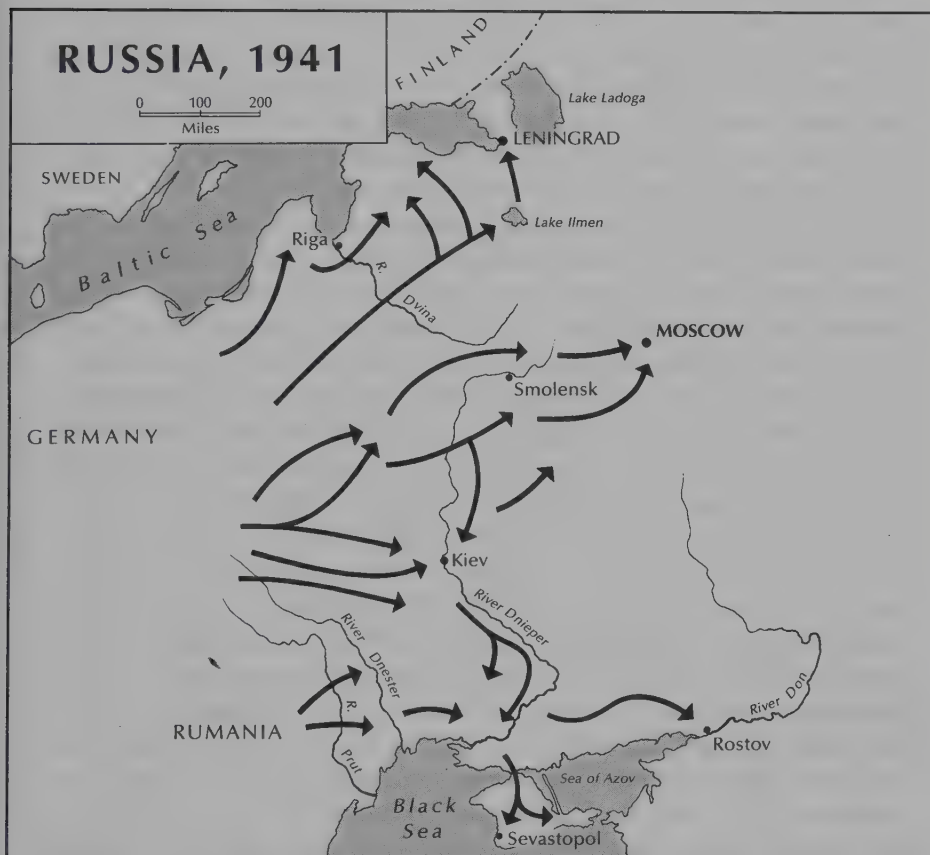 RUSSIA, 1941
0 100 200
Miles
FINLAND
Lake Ladoga
LENINGRAD
SWEDEN
Lake Ilmen
Baltic Sea
Riga
R.
Dvina
MOSCOW
Smolensk
GERMANY
Kiev
River Dnieper
River
Dnester
R.
Prut
RUMANIA
River Don
Rostov
Sea of Azov
Black
Sea
Sevastopol